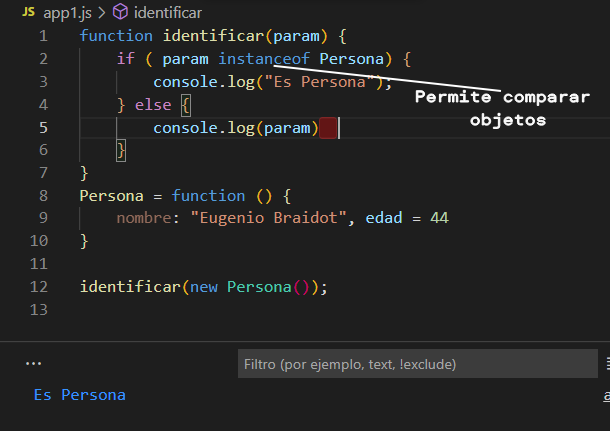 JS app1.js > identificar
1 function identificar(param) {
2 if ( param instanceof Persona) {
3 console.log("Es Persona");
4 } else {
5 console.log(param)
6 }
7 }
8 Persona = function () {
9 nombre: "Eugenio Braidot", edad = 44
10 }
11
12 identificar(new Persona());
13
Permite comparar
objetos
...
Filtro (por ejemplo, text, !exclude)
Es Persona